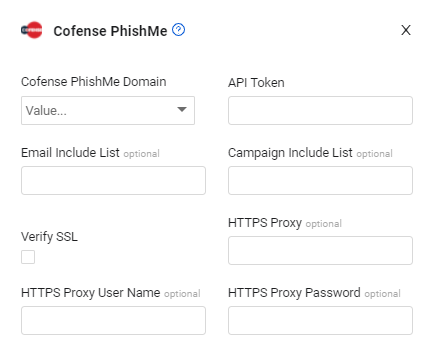 Cofense PhishMe
X
Cofense PhishMe Domain
API Token
Value...
Email Include List optional
Campaign Include List optional
Verify SSL
HTTPS Proxy optional
HTTPS Proxy User Name optional
HTTPS Proxy Password optional